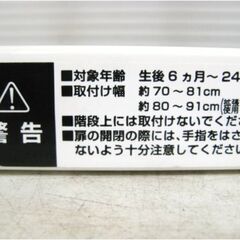 警告
■対象年齢 生後6ヵ月〜24
■取付け幅 約70〜81cm
約80〜91cm
■階段上には取付けないでくださ
■扉の開閉の際には、手指をはさ
ないよう十分注意してくださ